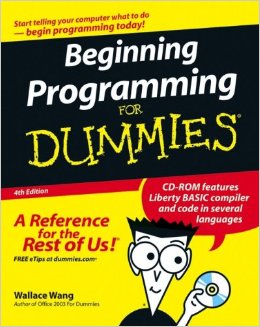 Start telling your computer what to do
— begin programming today!
Beginning
Programming
FOR
DUMMIES®
4th Edition
CD-ROM features
Liberty BASIC compiler
and code in several
languages
A Reference
for the
Rest of Us!®
FREE eTips at dummies.com®
Wallace Wang
Author of Office 2003 For Dummies